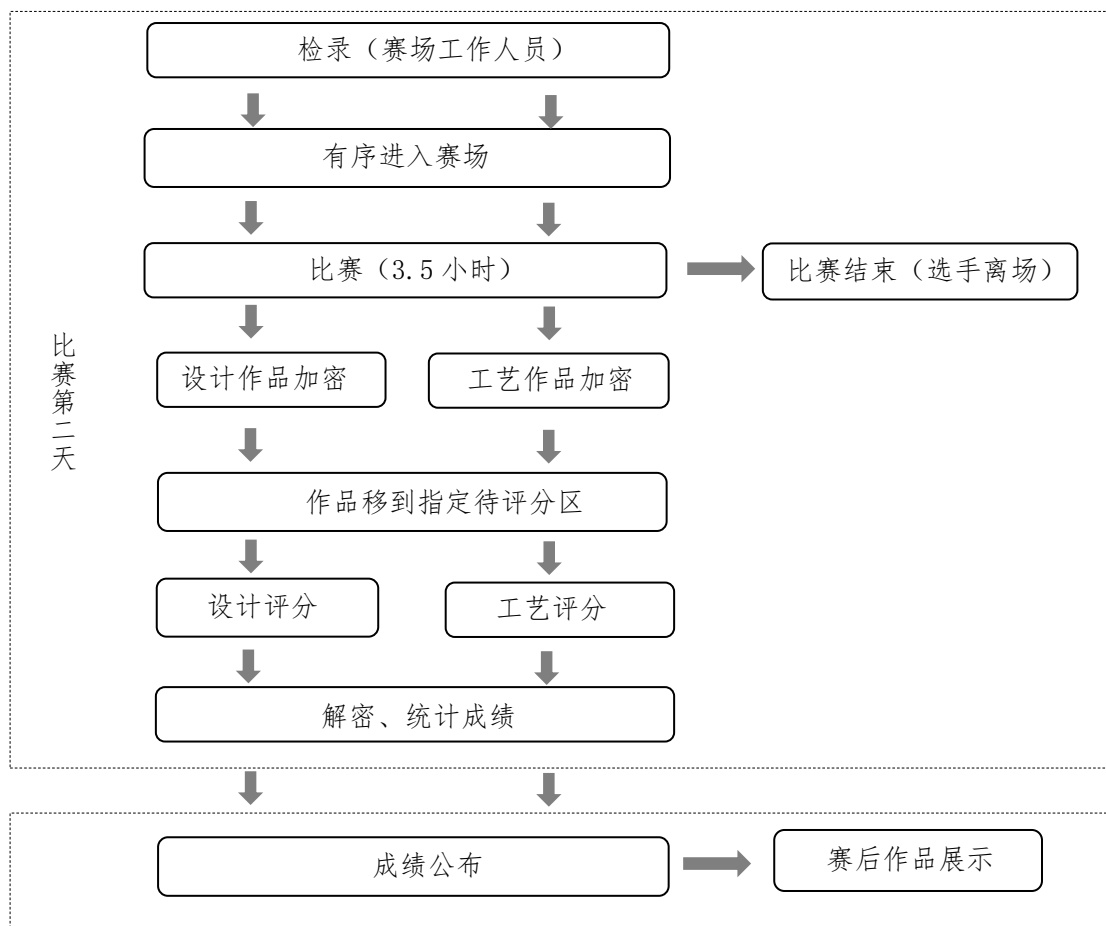 检录（赛场工作人员）
有序进入赛场
比赛（3.5 小时）
比赛结束（选手离场）
比赛第二天
设计作品加密
工艺作品加密
作品移到指定待评分区
设计评分
工艺评分
解密、统计成绩
成绩公布
赛后作品展示